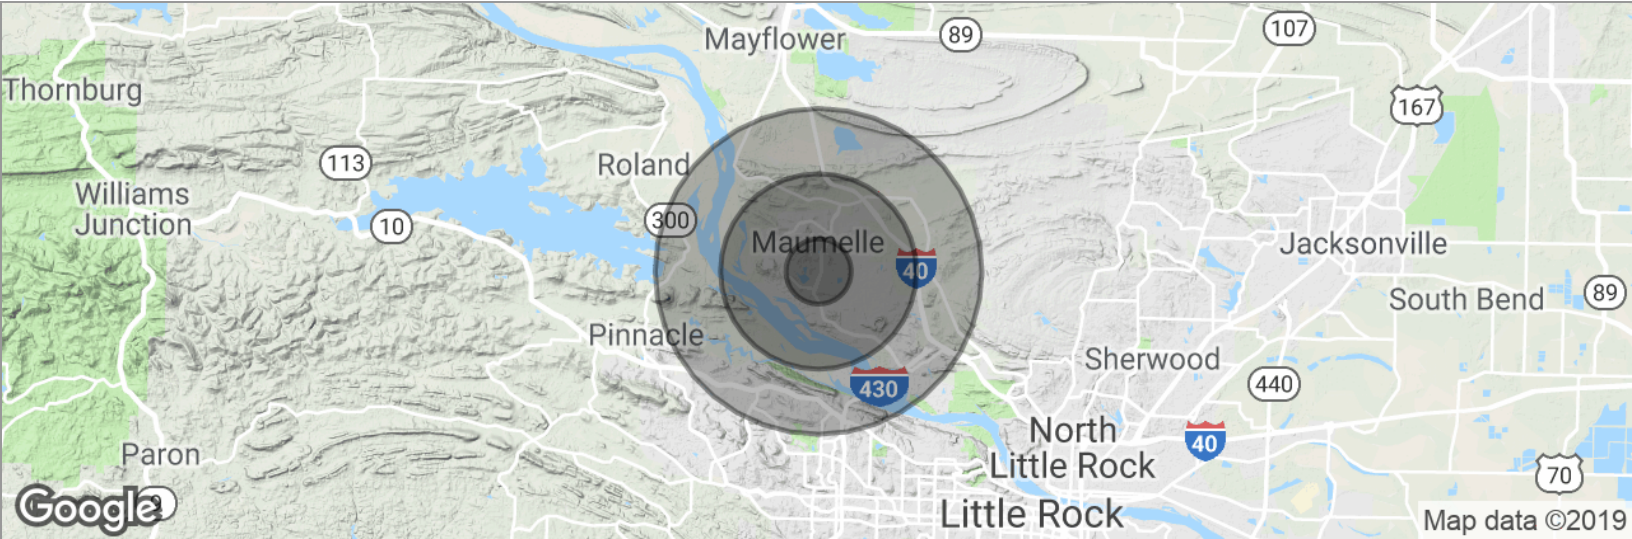 Mayflower
89
107
Thornburg
167
113
Roland
Williams
Junction
10
300
Maumelle
40
Jacksonville
South Bend
89
Pinnacle
Sherwood
430
440
North
Little Rock
40
Paron
70
9
Google
Little Rock
Map data ©2019